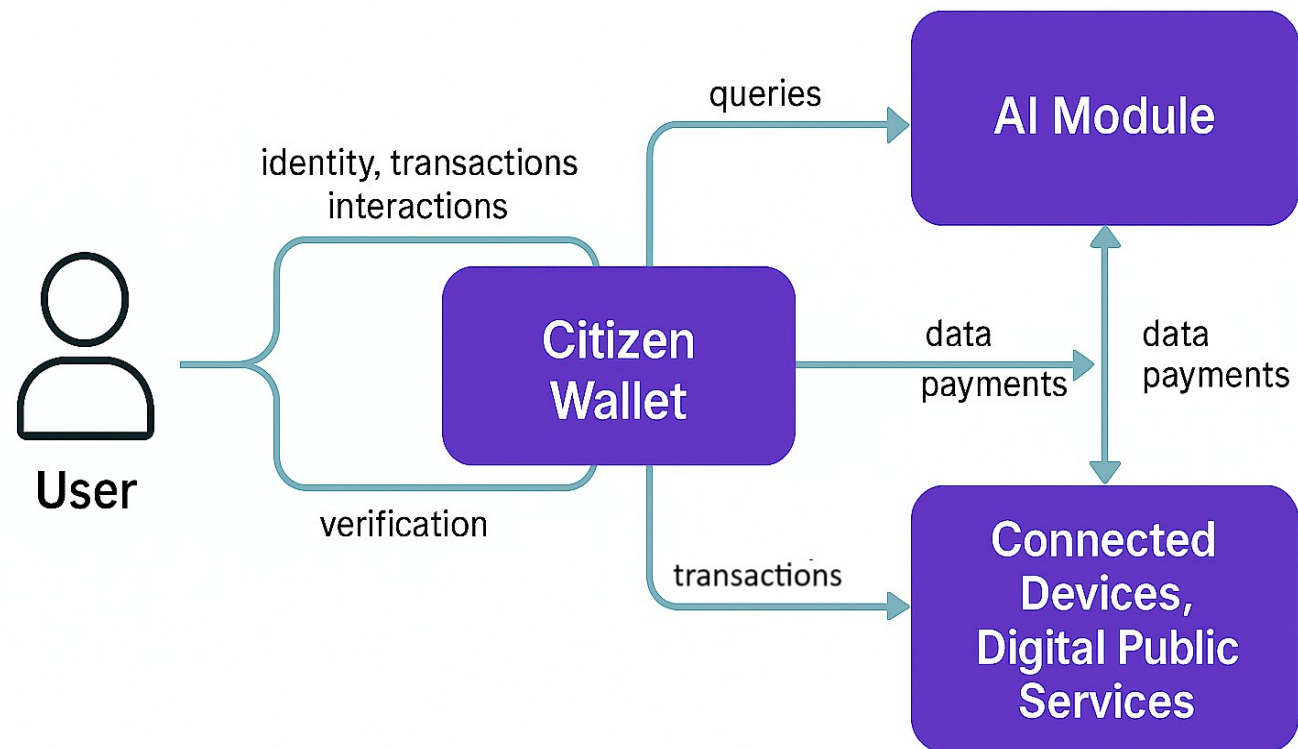 queries
AI Module
identity, transactions
interactions
Citizen
Wallet
data
payments
data
payments
User
verification
transactions
Connected
Devices,
Digital Public
Services